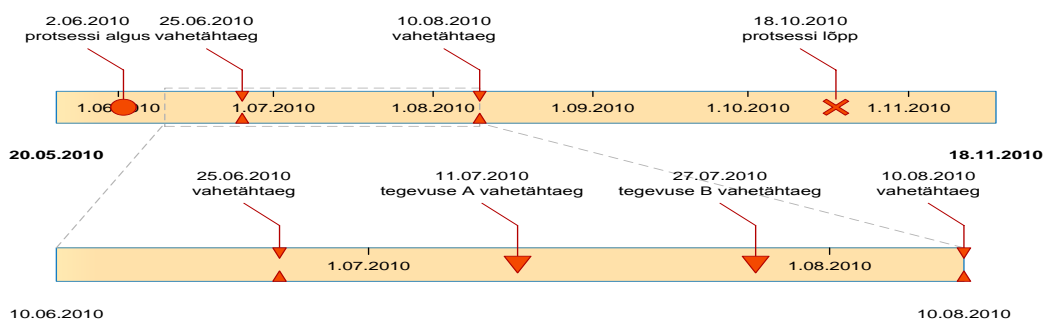 2.06.2010 25.06.2010 10.08.2010 18.10.2010
protsessi algus vahetähtaeg vahetähtaeg protsessi lõpp
1.06.2010 1.07.2010 1.08.2010 1.09.2010 1.10.2010 1.11.2010
20.05.2010 18.11.2010
25.06.2010 11.07.2010 27.07.2010 10.08.2010
vahetähtaeg tegevuse A vahetähtaeg tegevuse B vahetähtaeg vahetähtaeg
1.07.2010 1.08.2010
10.06.2010 10.08.2010